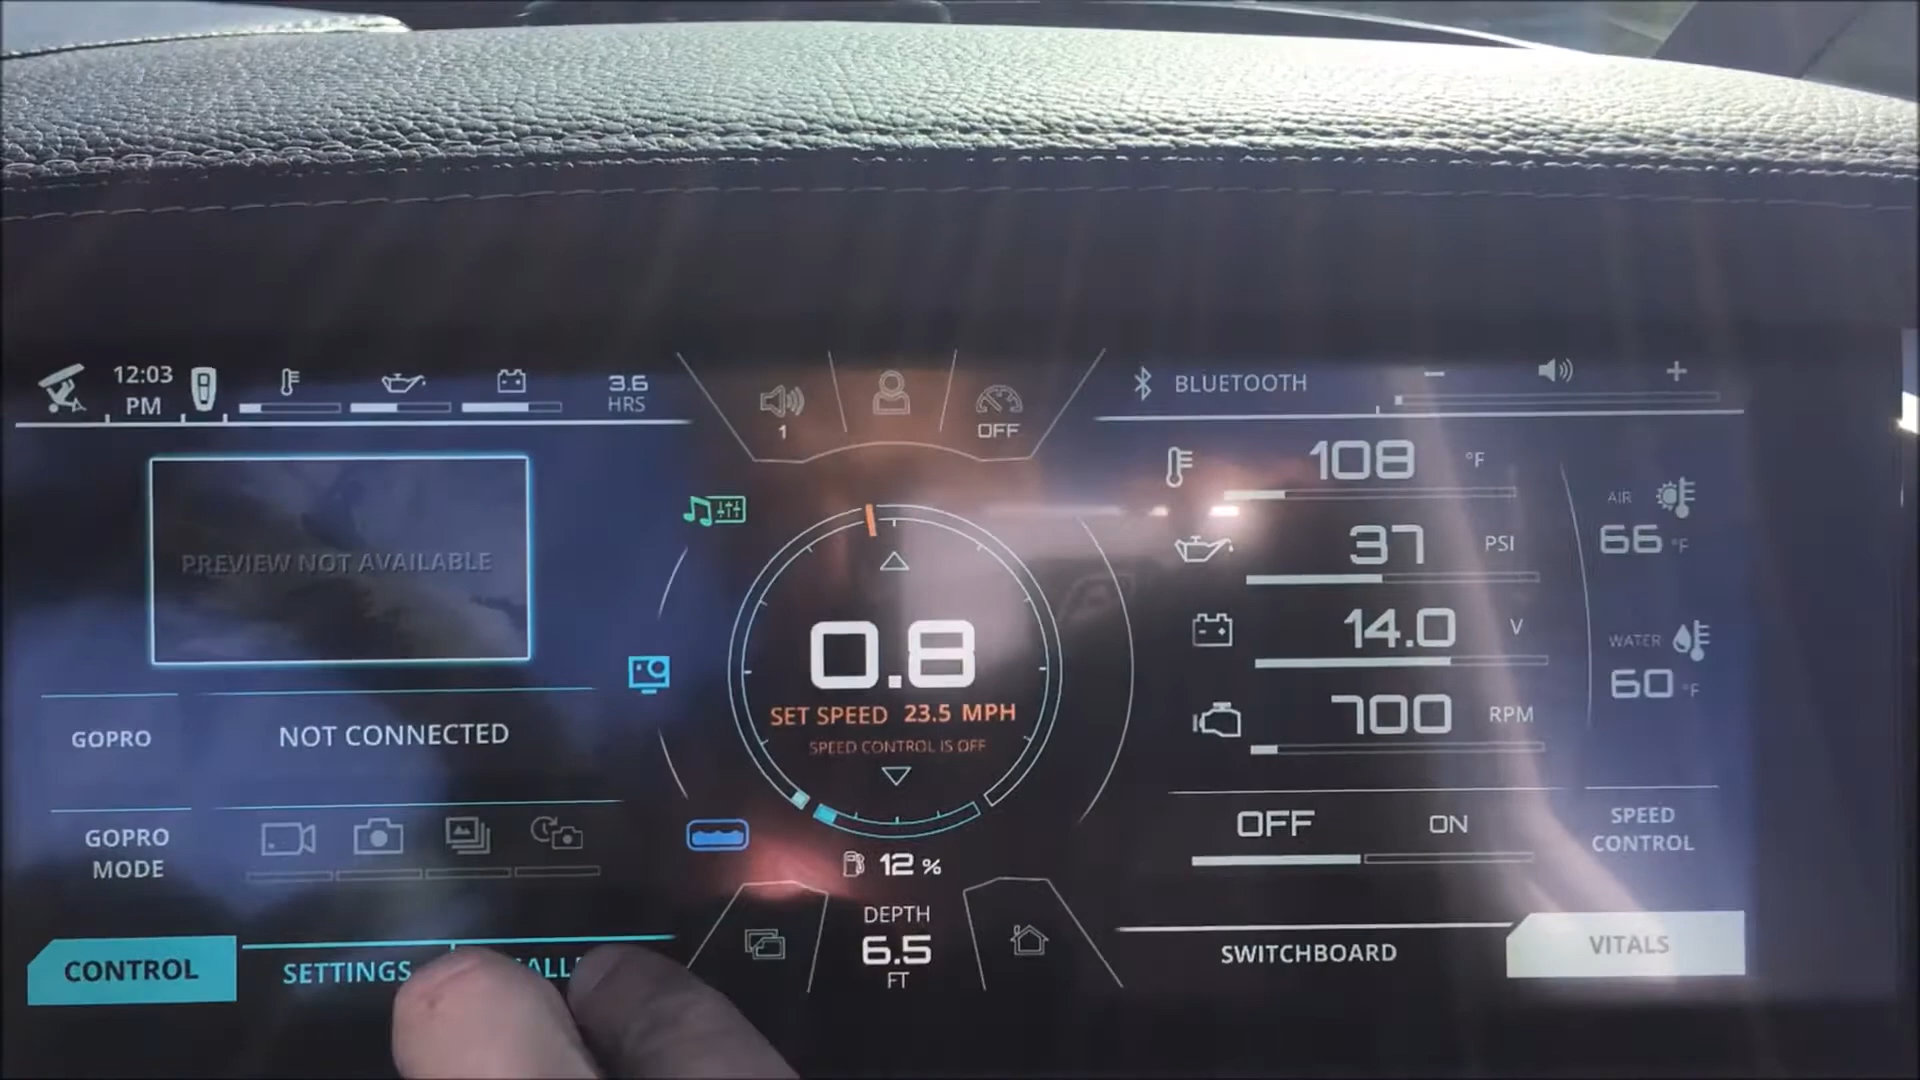 12:03
PM
3.6
HRS
PREVIEW NOT AVAILABLE
GOPRO
NOT CONNECTED
GOPRO
MODE
CONTROL
SETTINGS
1
OFF
0.8
SET SPEED 23.5 MPH
SPEED CONTROL IS OFF
12 %
DEPTH
6.5
FT
BLUETOOTH
108 °F
37 PSI
14.0 V
700 RPM
AIR
66 °F
WATER
60 °F
OFF ON
SPEED
CONTROL
SWITCHBOARD
VITALS